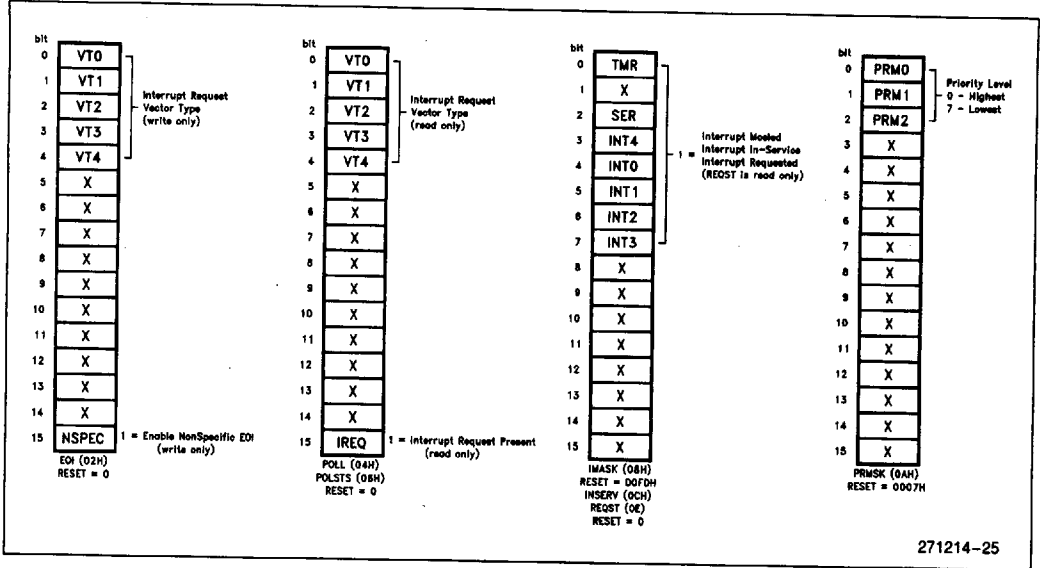 bit
0 VT0
1 VT1
2 VT2
3 VT3
4 VT4
5 X
6 X
7 X
8 X
9 X
10 X
11 X
12 X
13 X
14 X
15 NSPEC
Interrupt Request
Vector Type
(write only)
1 = Enable NonSpecific EOI
(write only)
EOI (02H)
RESET = 0
bit
0 VT0
1 VT1
2 VT2
3 VT3
4 VT4
5 X
6 X
7 X
8 X
9 X
10 X
11 X
12 X
13 X
14 X
15 IREQ
Interrupt Request
Vector Type
(read only)
1 = Interrupt Request Present
(read only)
POLL (04H)
POLSTS (06H)
RESET = 0
bit
0 TMR
1 X
2 SER
3 INT4
4 INT0
5 INT1
6 INT2
7 INT3
8 X
9 X
10 X
11 X
12 X
13 X
14 X
15 X
1 = Interrupt Masked
Interrupt In-Service
Interrupt Requested
(REQST is read only)
IMASK (08H)
RESET = 00FDH
INSERV (0CH)
REQST (0E)
RESET = 0
bit
0 PRM0
1 PRM1
2 PRM2
3 X
4 X
5 X
6 X
7 X
8 X
9 X
10 X
11 X
12 X
13 X
14 X
15 X
Priority Level
0 - Highest
7 - Lowest
PRMSK (0AH)
RESET = 0007H
271214-25